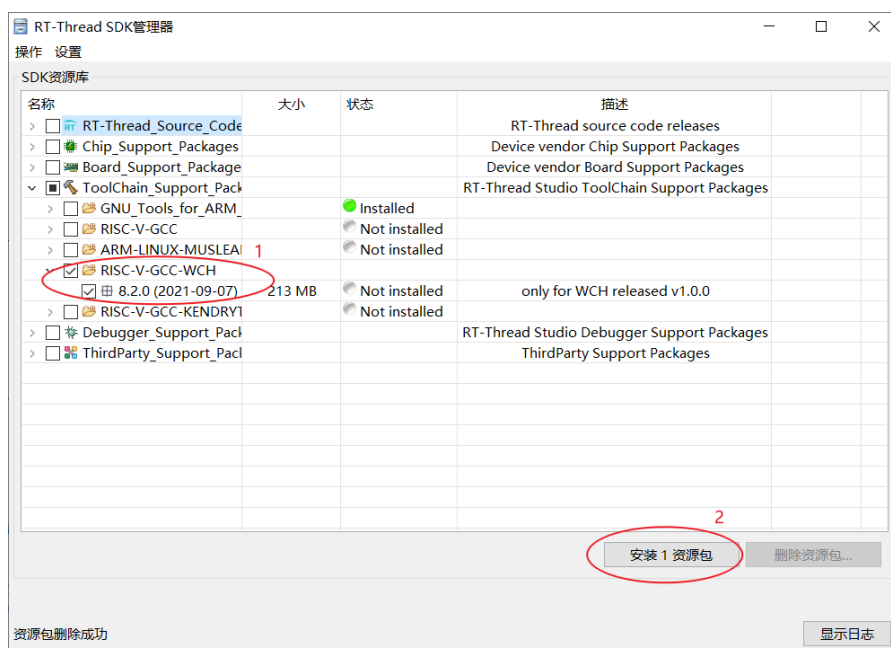 RT-Thread SDK管理器
操作 设置
SDK资源库
名称 大小 状态 描述
RT-Thread_Source_Code RT-Thread source code releases
Chip_Support_Packages Device vendor Chip Support Packages
Board_Support_Package Device vendor Board Support Packages
ToolChain_Support_Pack RT-Thread Studio ToolChain Support Packages
GNU_Tools_for_ARM_ Installed
RISC-V-GCC Not installed
ARM-LINUX-MUSLEAI 1 Not installed
RISC-V-GCC-WCH
8.2.0 (2021-09-07) 213 MB Not installed only for WCH released v1.0.0
RISC-V-GCC-KENDRYT Not installed
Debugger_Support_Pack RT-Thread Studio Debugger Support Packages
ThirdParty_Support_Pacl ThirdParty Support Packages
2
安装 1 资源包 删除资源包...
资源包删除成功 显示日志